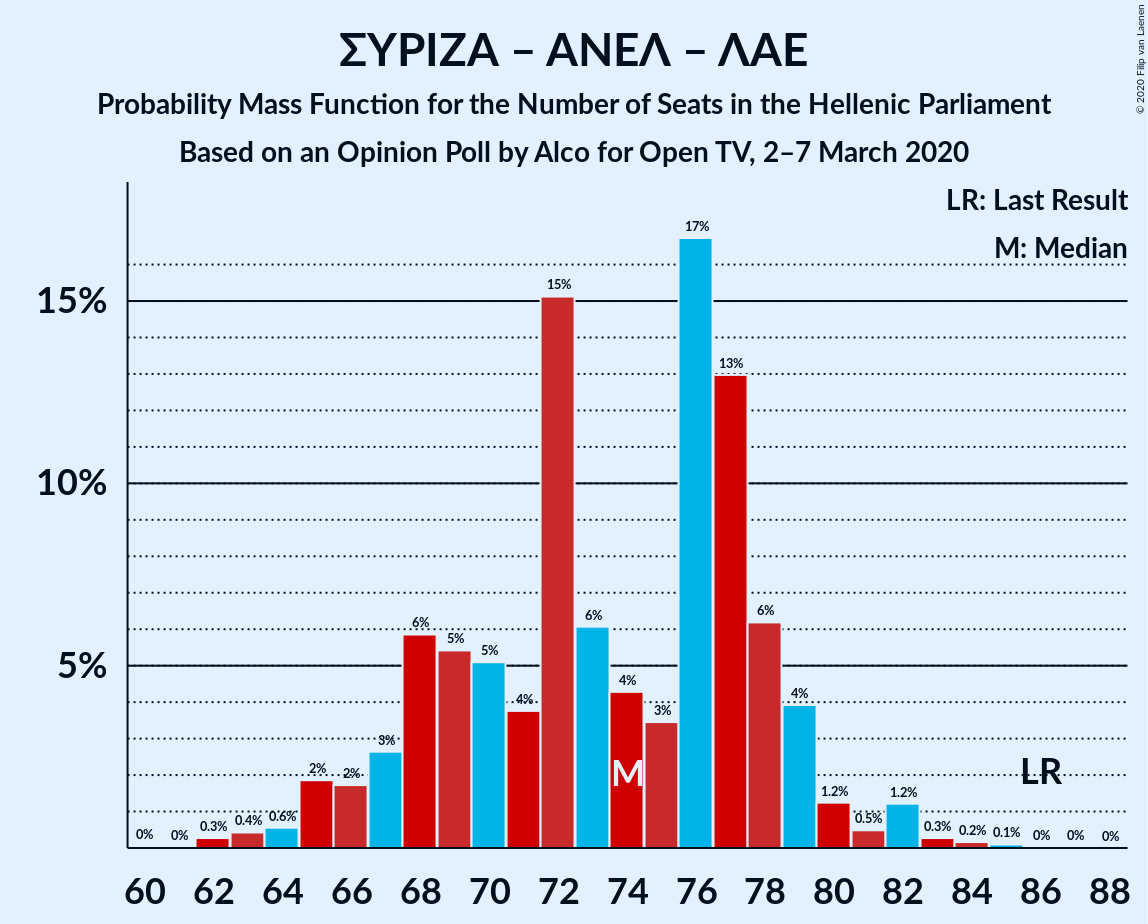 ΣΥΡΙΖΑ – ΑΝΕΛ – ΛΑΕ
Probability Mass Function for the Number of Seats in the Hellenic Parliament
Based on an Opinion Poll by Alco for Open TV, 2–7 March 2020
© 2020 Filip van Laenen
LR: Last Result
M: Median
15%
10%
5%
0% 0% 0.3% 0.4% 0.6% 2% 2% 3% 6% 5% 5% 4% 15% 6% 4% 3% 17% 13% 6% 4% 1.2% 0.5% 1.2% 0.3% 0.2% 0.1% 0% 0% 0%
M
LR
60 62 64 66 68 70 72 74 76 78 80 82 84 86 88